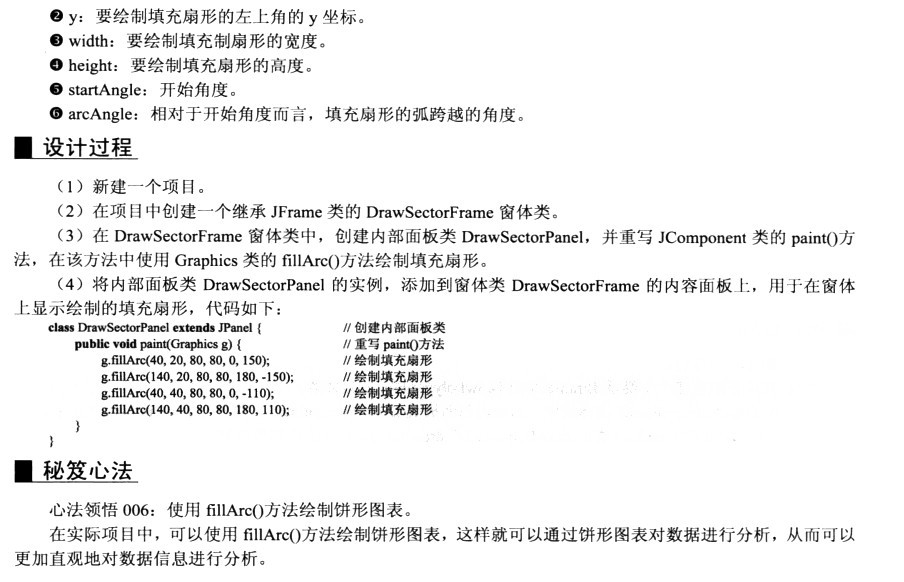 ❷ y：要绘制填充扇形的左上角的 y 坐标。
❸ width：要绘制填充制扇形的宽度。
❹ height：要绘制填充扇形的高度。
❺ startAngle：开始角度。
❻ arcAngle：相对于开始角度而言，填充扇形的弧跨越的角度。
设计过程
（1）新建一个项目。
（2）在项目中创建一个继承 JFrame 类的 DrawSectorFrame 窗体类。
（3）在 DrawSectorFrame 窗体类中，创建内部面板类 DrawSectorPanel，并重写 JComponent 类的 paint()方
法，在该方法中使用 Graphics 类的 fillArc()方法绘制填充扇形。
（4）将内部面板类 DrawSectorPanel 的实例，添加到窗体类 DrawSectorFrame 的内容面板上，用于在窗体
上显示绘制的填充扇形，代码如下：
class DrawSectorPanel extends JPanel { // 创建内部面板类
public void paint(Graphics g) { // 重写 paint()方法
g.fillArc(40, 20, 80, 80, 0, 150); // 绘制填充扇形
g.fillArc(140, 20, 80, 80, 180, -150); // 绘制填充扇形
g.fillArc(40, 40, 80, 80, 0, -110); // 绘制填充扇形
g.fillArc(140, 40, 80, 80, 180, 110); // 绘制填充扇形
}
}
秘笈心法
心法领悟 006：使用 fillArc()方法绘制饼形图表。
在实际项目中，可以使用 fillArc()方法绘制饼形图表，这样就可以通过饼形图表对数据进行分析，从而可以
更加直观地对数据信息进行分析。